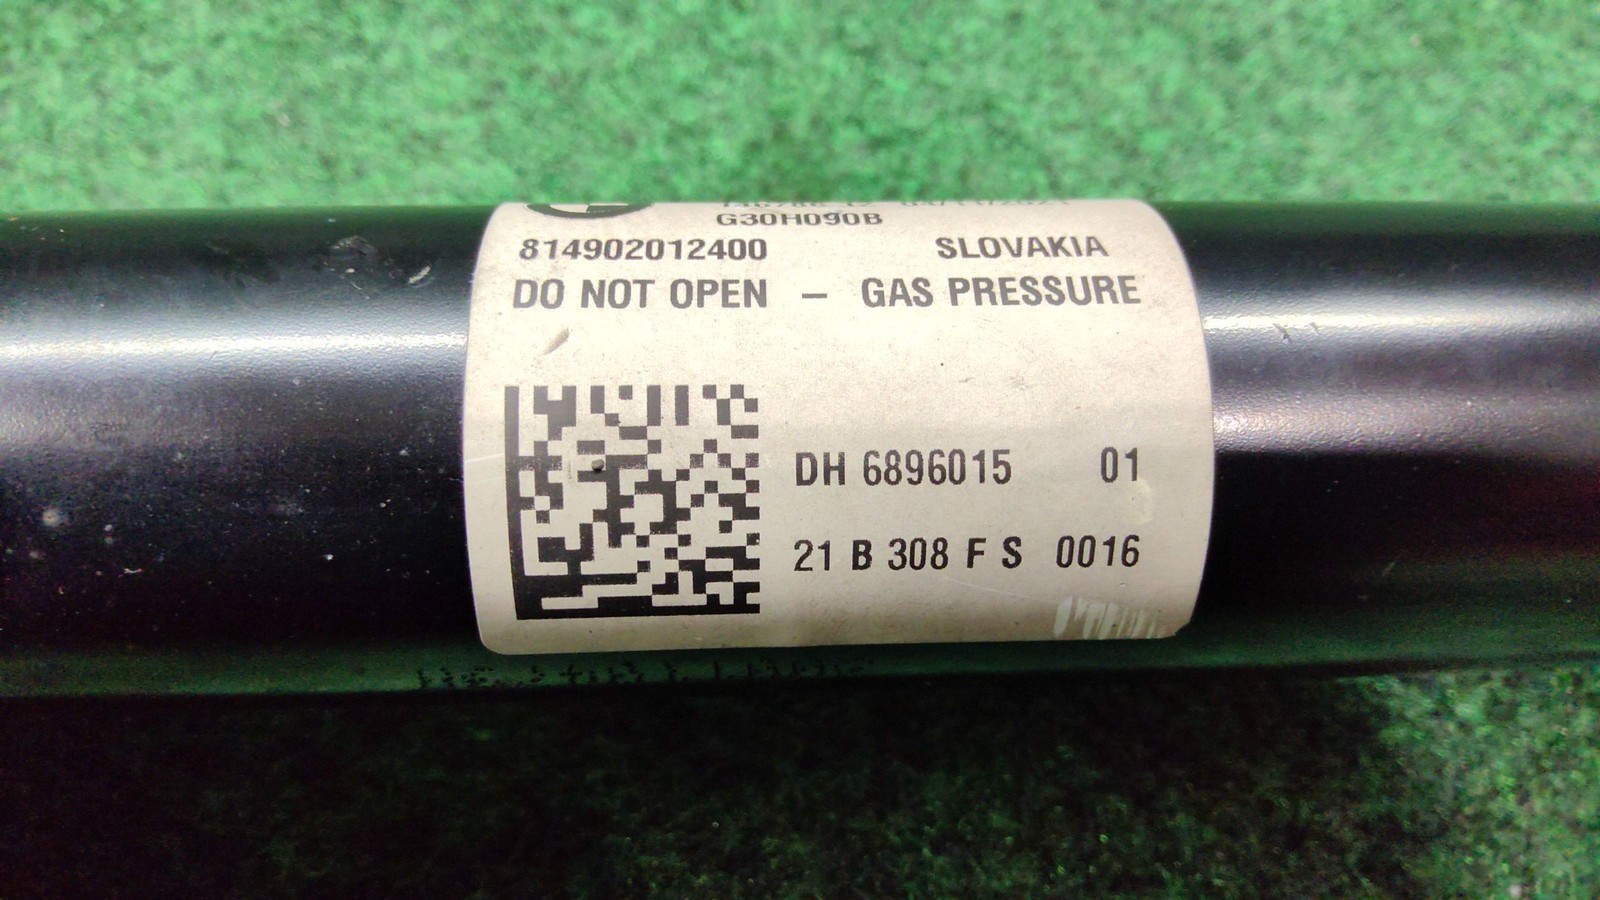 G30H090B
814902012400 SLOVAKIA
DO NOT OPEN – GAS PRESSURE
DH 6896015 01
21 B 308 F S 0016